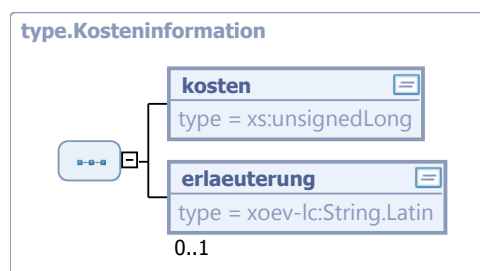 type.Kosteninformation
kosten
type = xs:unsignedLong
erlaeuterung
type = xoev-lc:String.Latin
0..1